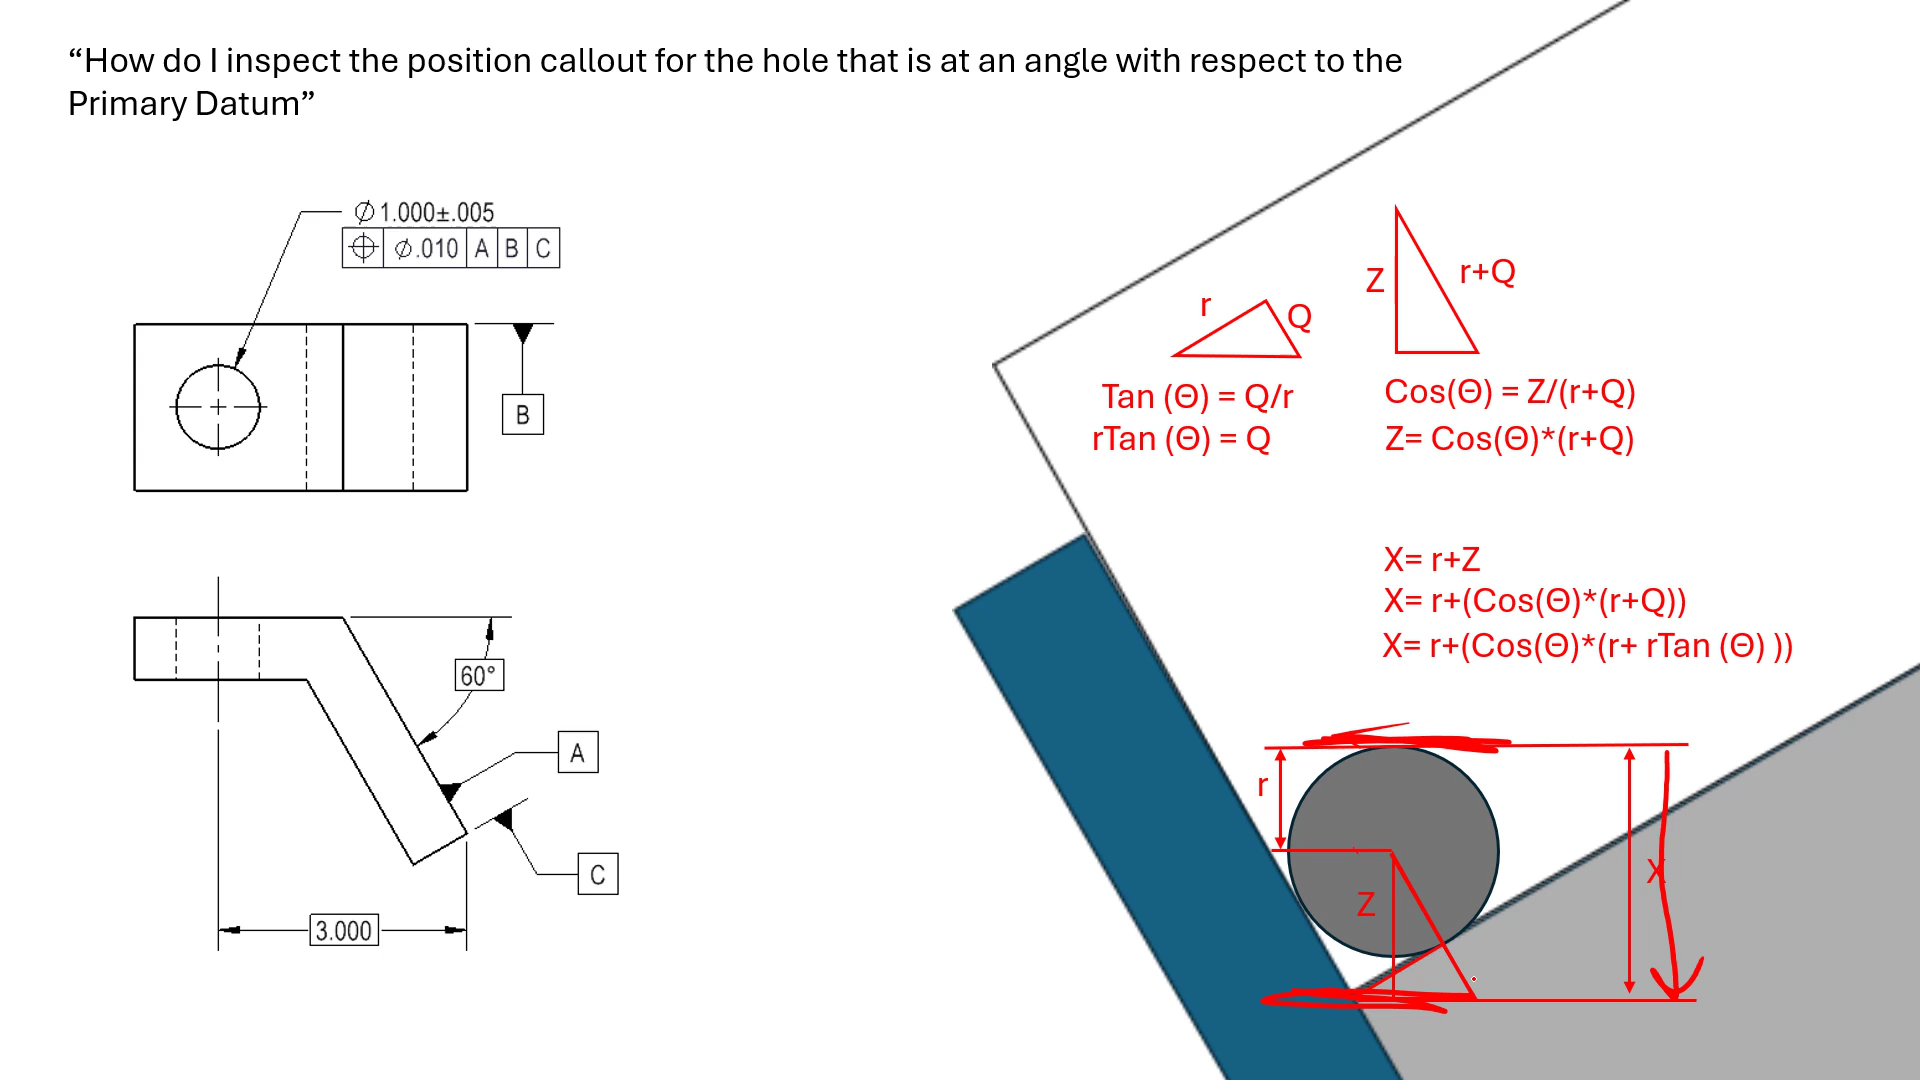 “How do I inspect the position callout for the hole that is at an angle with respect to the
Primary Datum”
∅1.000±.005
⌖ ∅.010 A B C
B
60°
A
C
3.000
r
Q
Z
r+Q
Tan (Θ) = Q/r
rTan (Θ) = Q
Cos(Θ) = Z/(r+Q)
Z= Cos(Θ)*(r+Q)
X= r+Z
X= r+(Cos(Θ)*(r+Q))
X= r+(Cos(Θ)*(r+ rTan (Θ) ))
r
Z
X